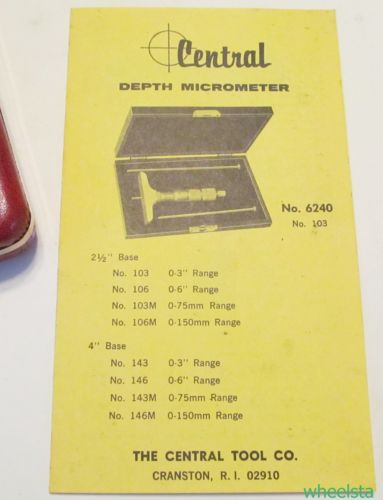 Central
DEPTH MICROMETER
No. 6240
No. 103
2½" Base
No. 103 0-3" Range
No. 106 0-6" Range
No. 103M 0-75mm Range
No. 106M 0-150mm Range
4" Base
No. 143 0-3" Range
No. 146 0-6" Range
No. 143M 0-75mm Range
No. 146M 0-150mm Range
THE CENTRAL TOOL CO.
CRANSTON, R. I. 02910
wheelsta